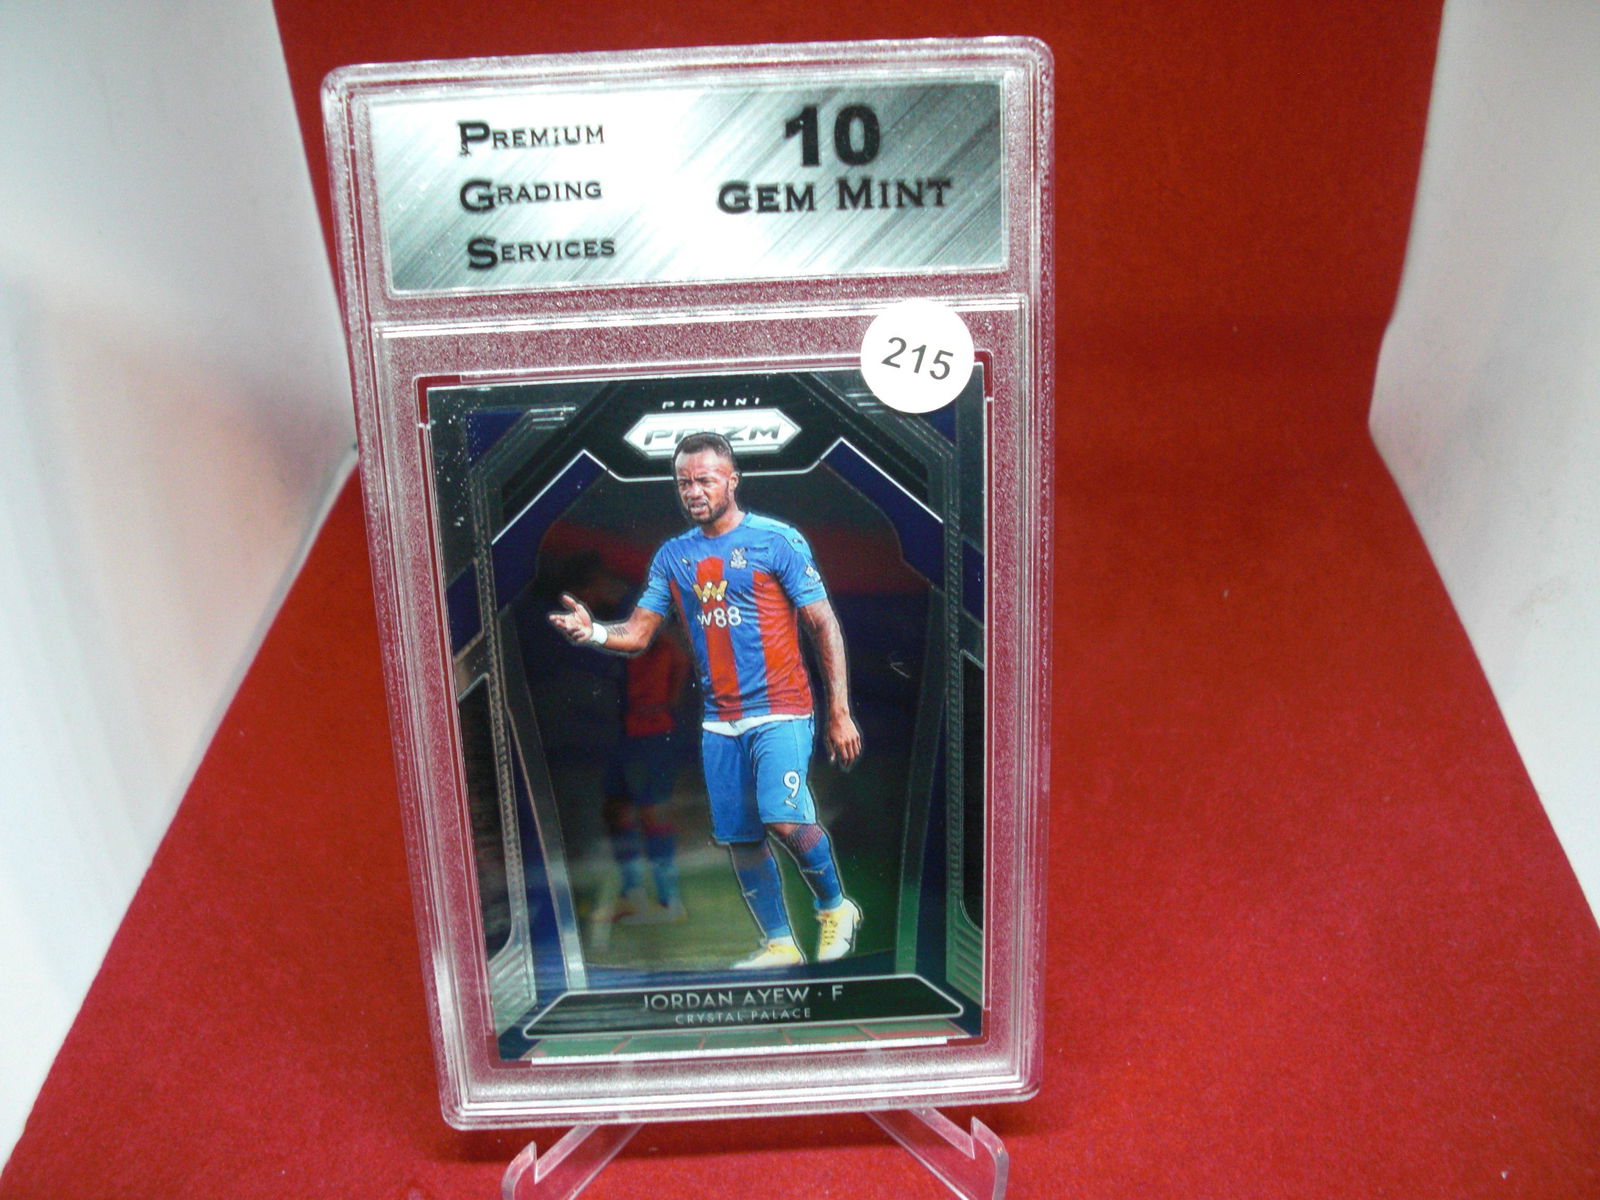 PREMIUM
GRADING
SERVICES
10
GEM MINT
215
PANINI
PRIZM
W88
9
JORDAN AYEW · F
CRYSTAL PALACE